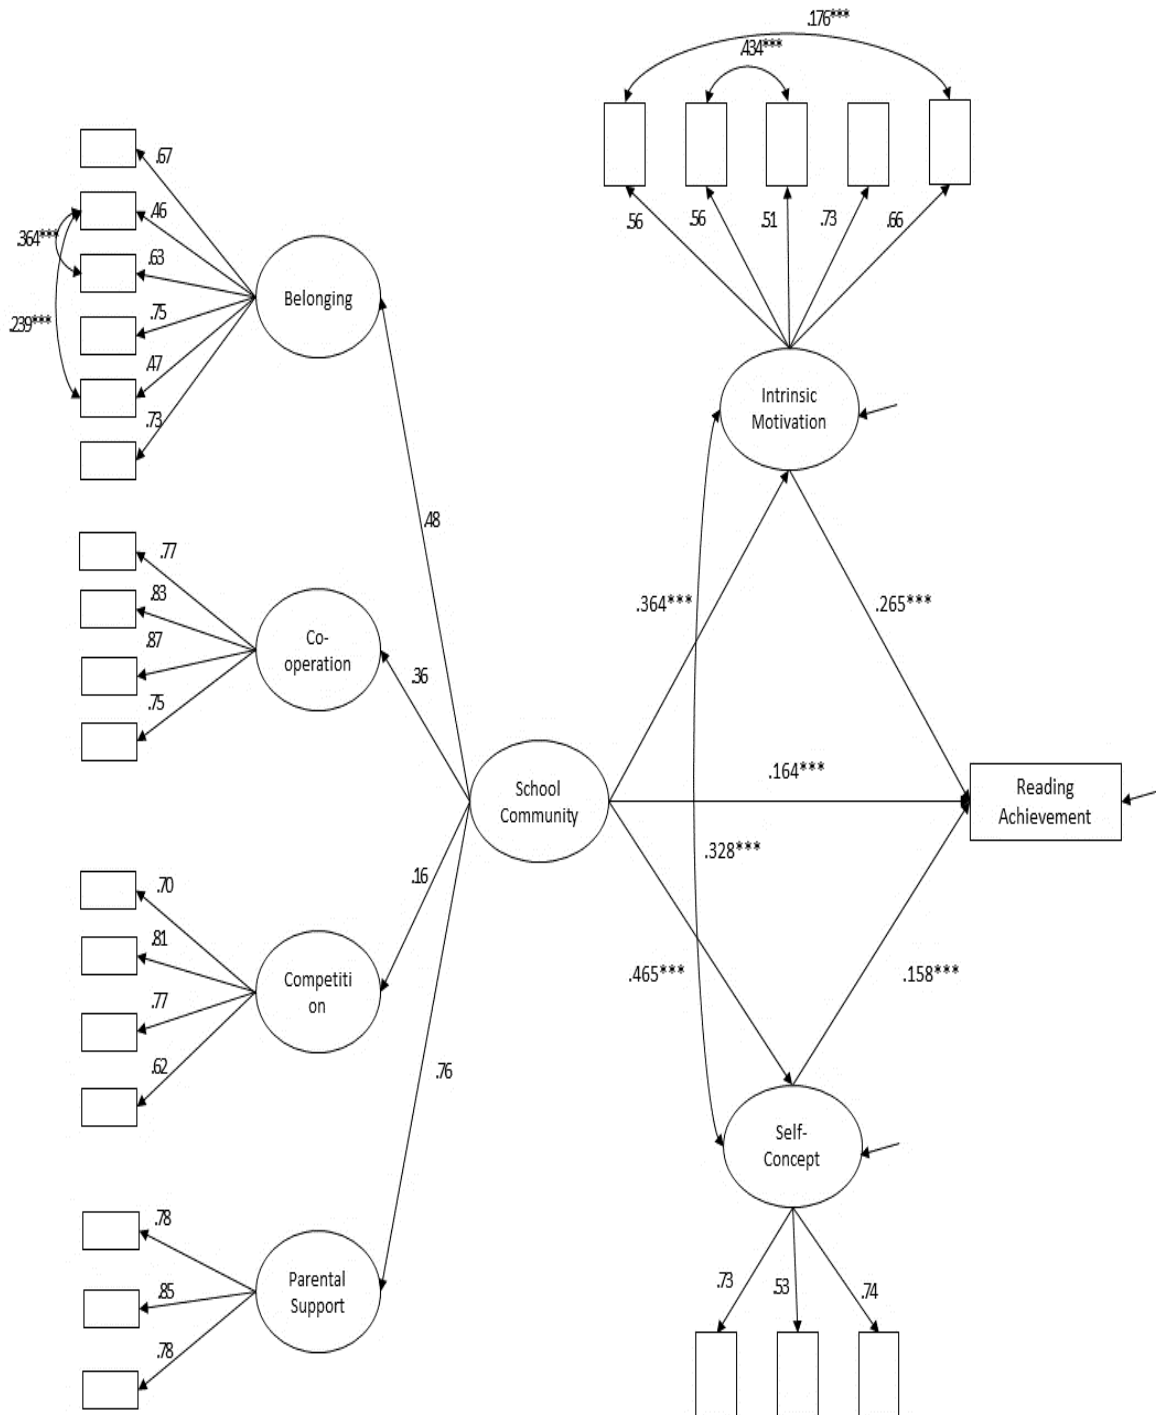 .176***
.434***
.56
.56
.51
.73
.66
.67
.46
.364***
.63
.75
.239***
.47
.73
Belonging
Intrinsic
Motivation
.48
.77
.83
.87
.75
Co-
operation
.36
.364***
.265***
School
Community
.164***
Reading
Achievement
.328***
.16
.70
.81
.77
.62
Competiti
on
.465***
.158***
.76
Self-
Concept
.78
.85
.78
Parental
Support
.73
.53
.74